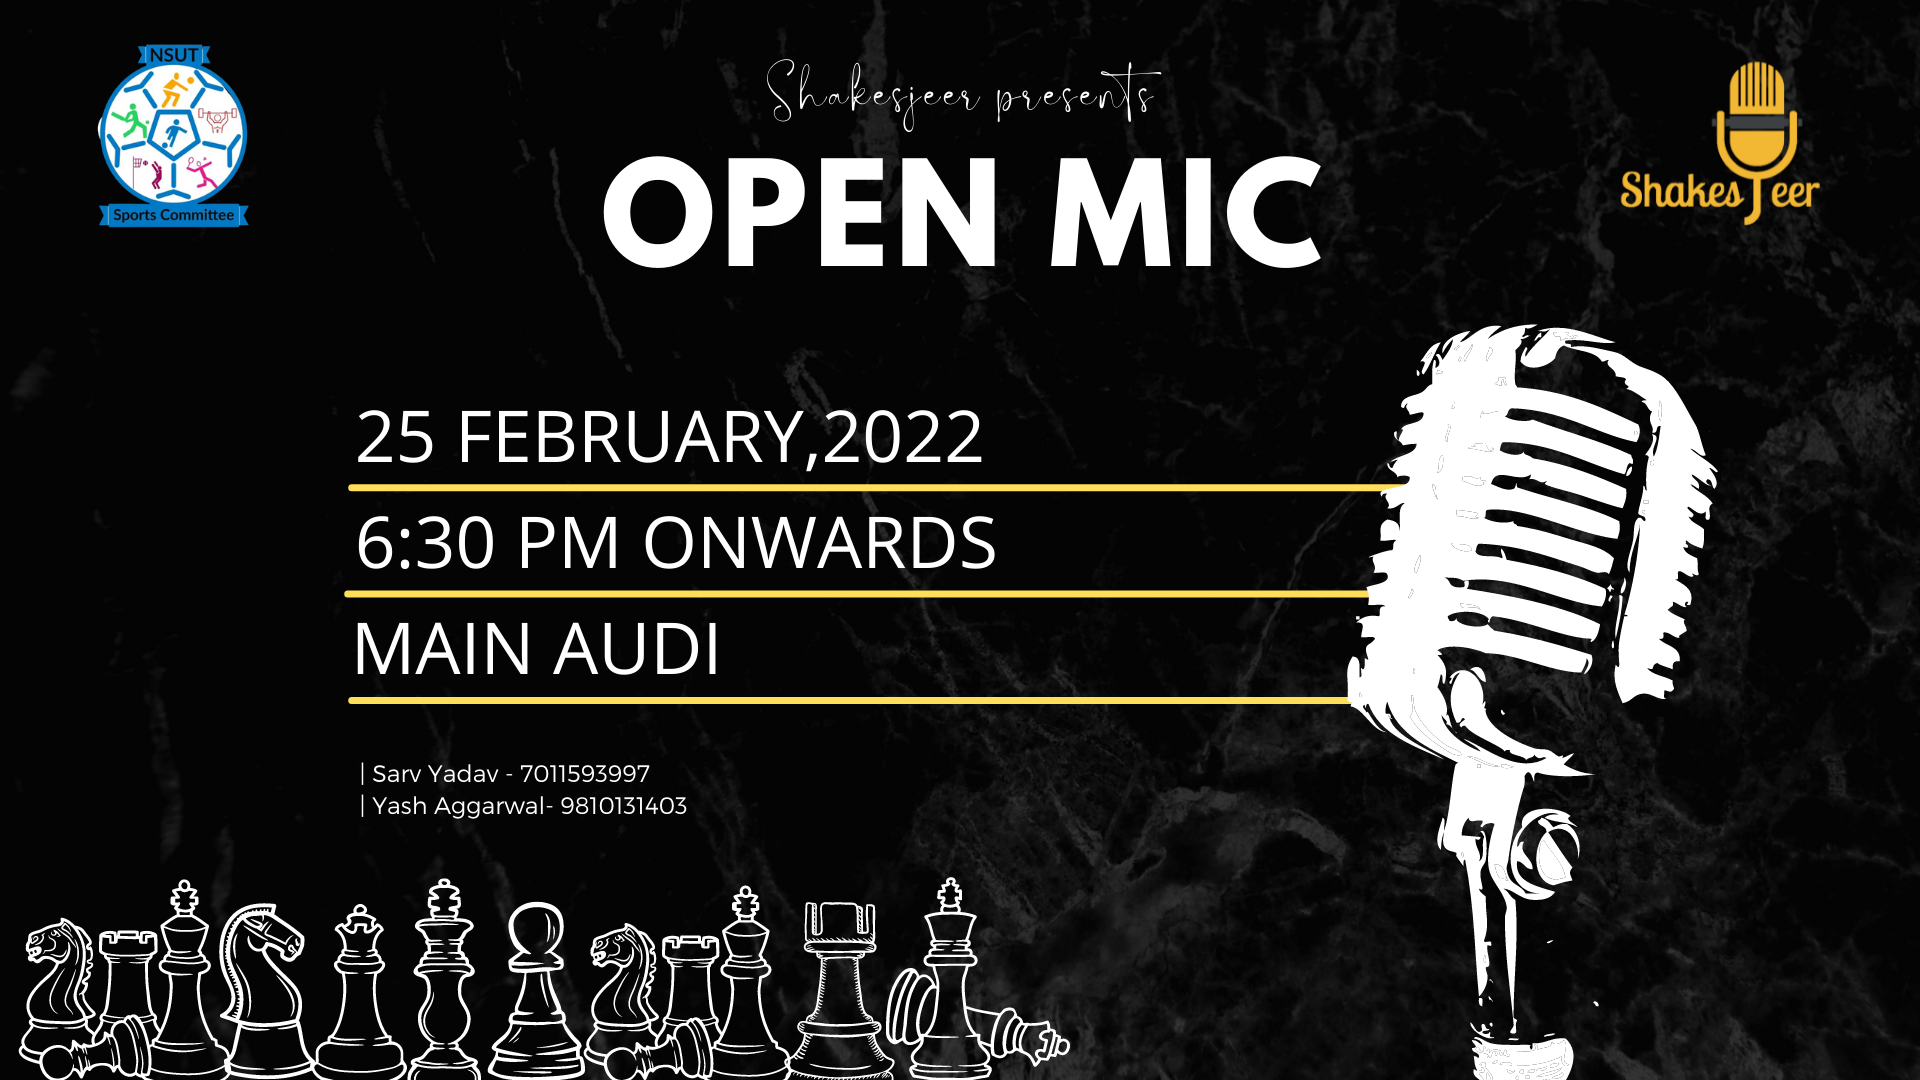 NSUT
Sports Committee
Shakesjeer presents
OPEN MIC
ShakesJeer
25 FEBRUARY,2022
6:30 PM ONWARDS
MAIN AUDI
| Sarv Yadav - 7011593997
| Yash Aggarwal- 9810131403